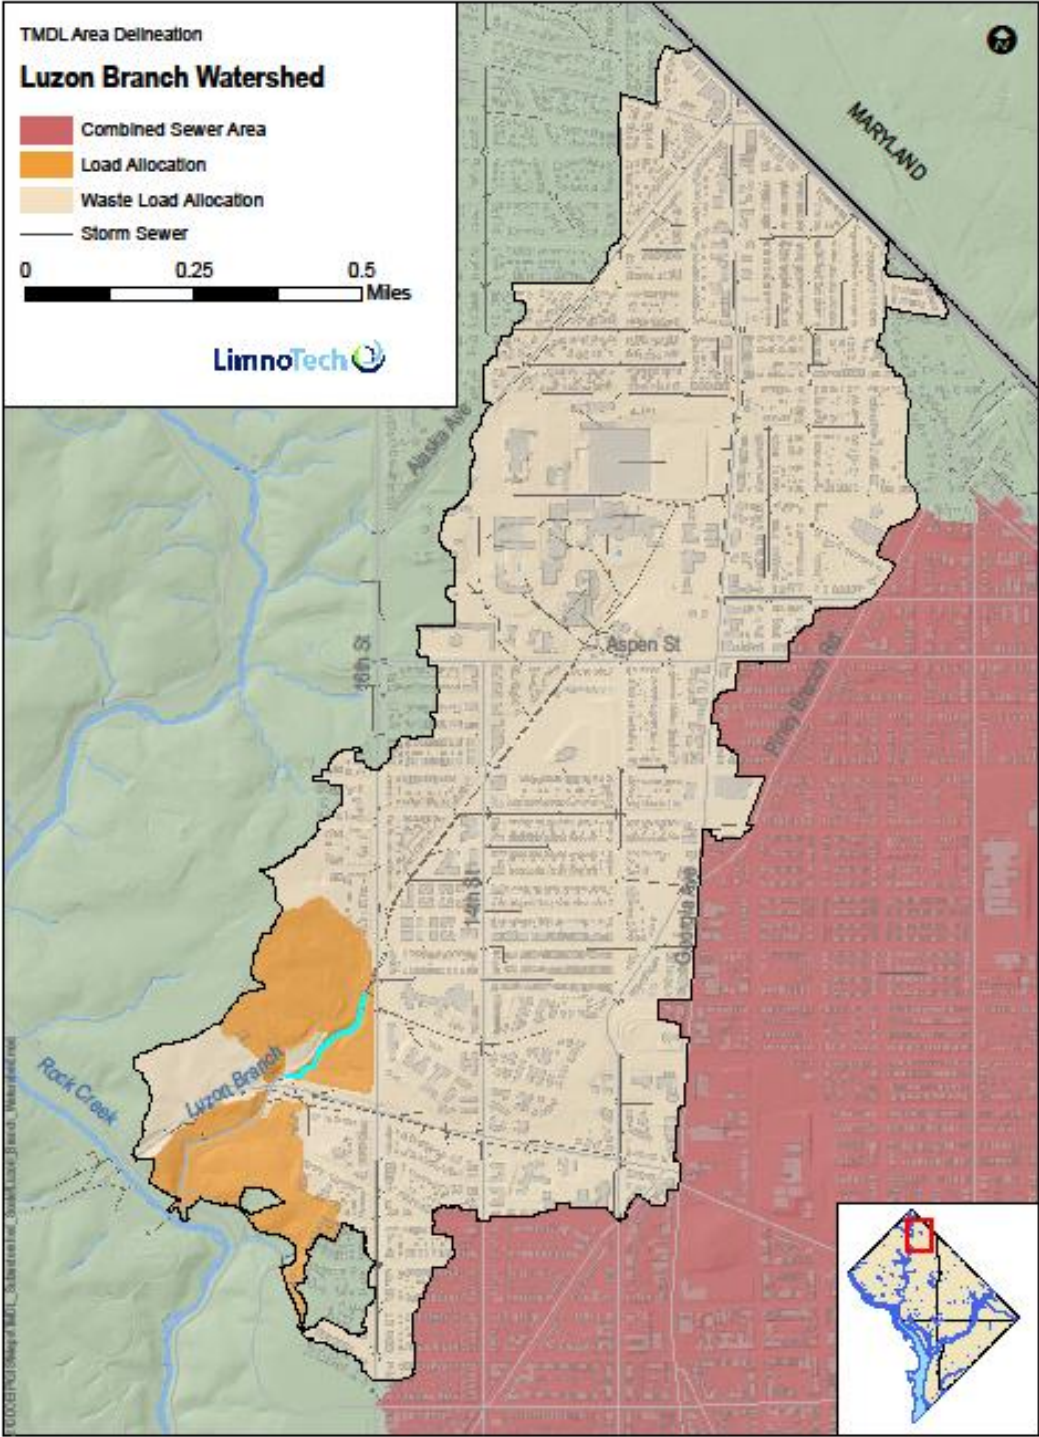 TMDL Area Delineation
Luzon Branch Watershed
Combined Sewer Area
Load Allocation
Waste Load Allocation
Storm Sewer
0 0.25 0.5
Miles
LimnoTech
N
MARYLAND
Alaska Ave
16th St
Aspen St
Piney Branch Rd
14th St
Georgia Ave
Luzon Branch
Rock Creek